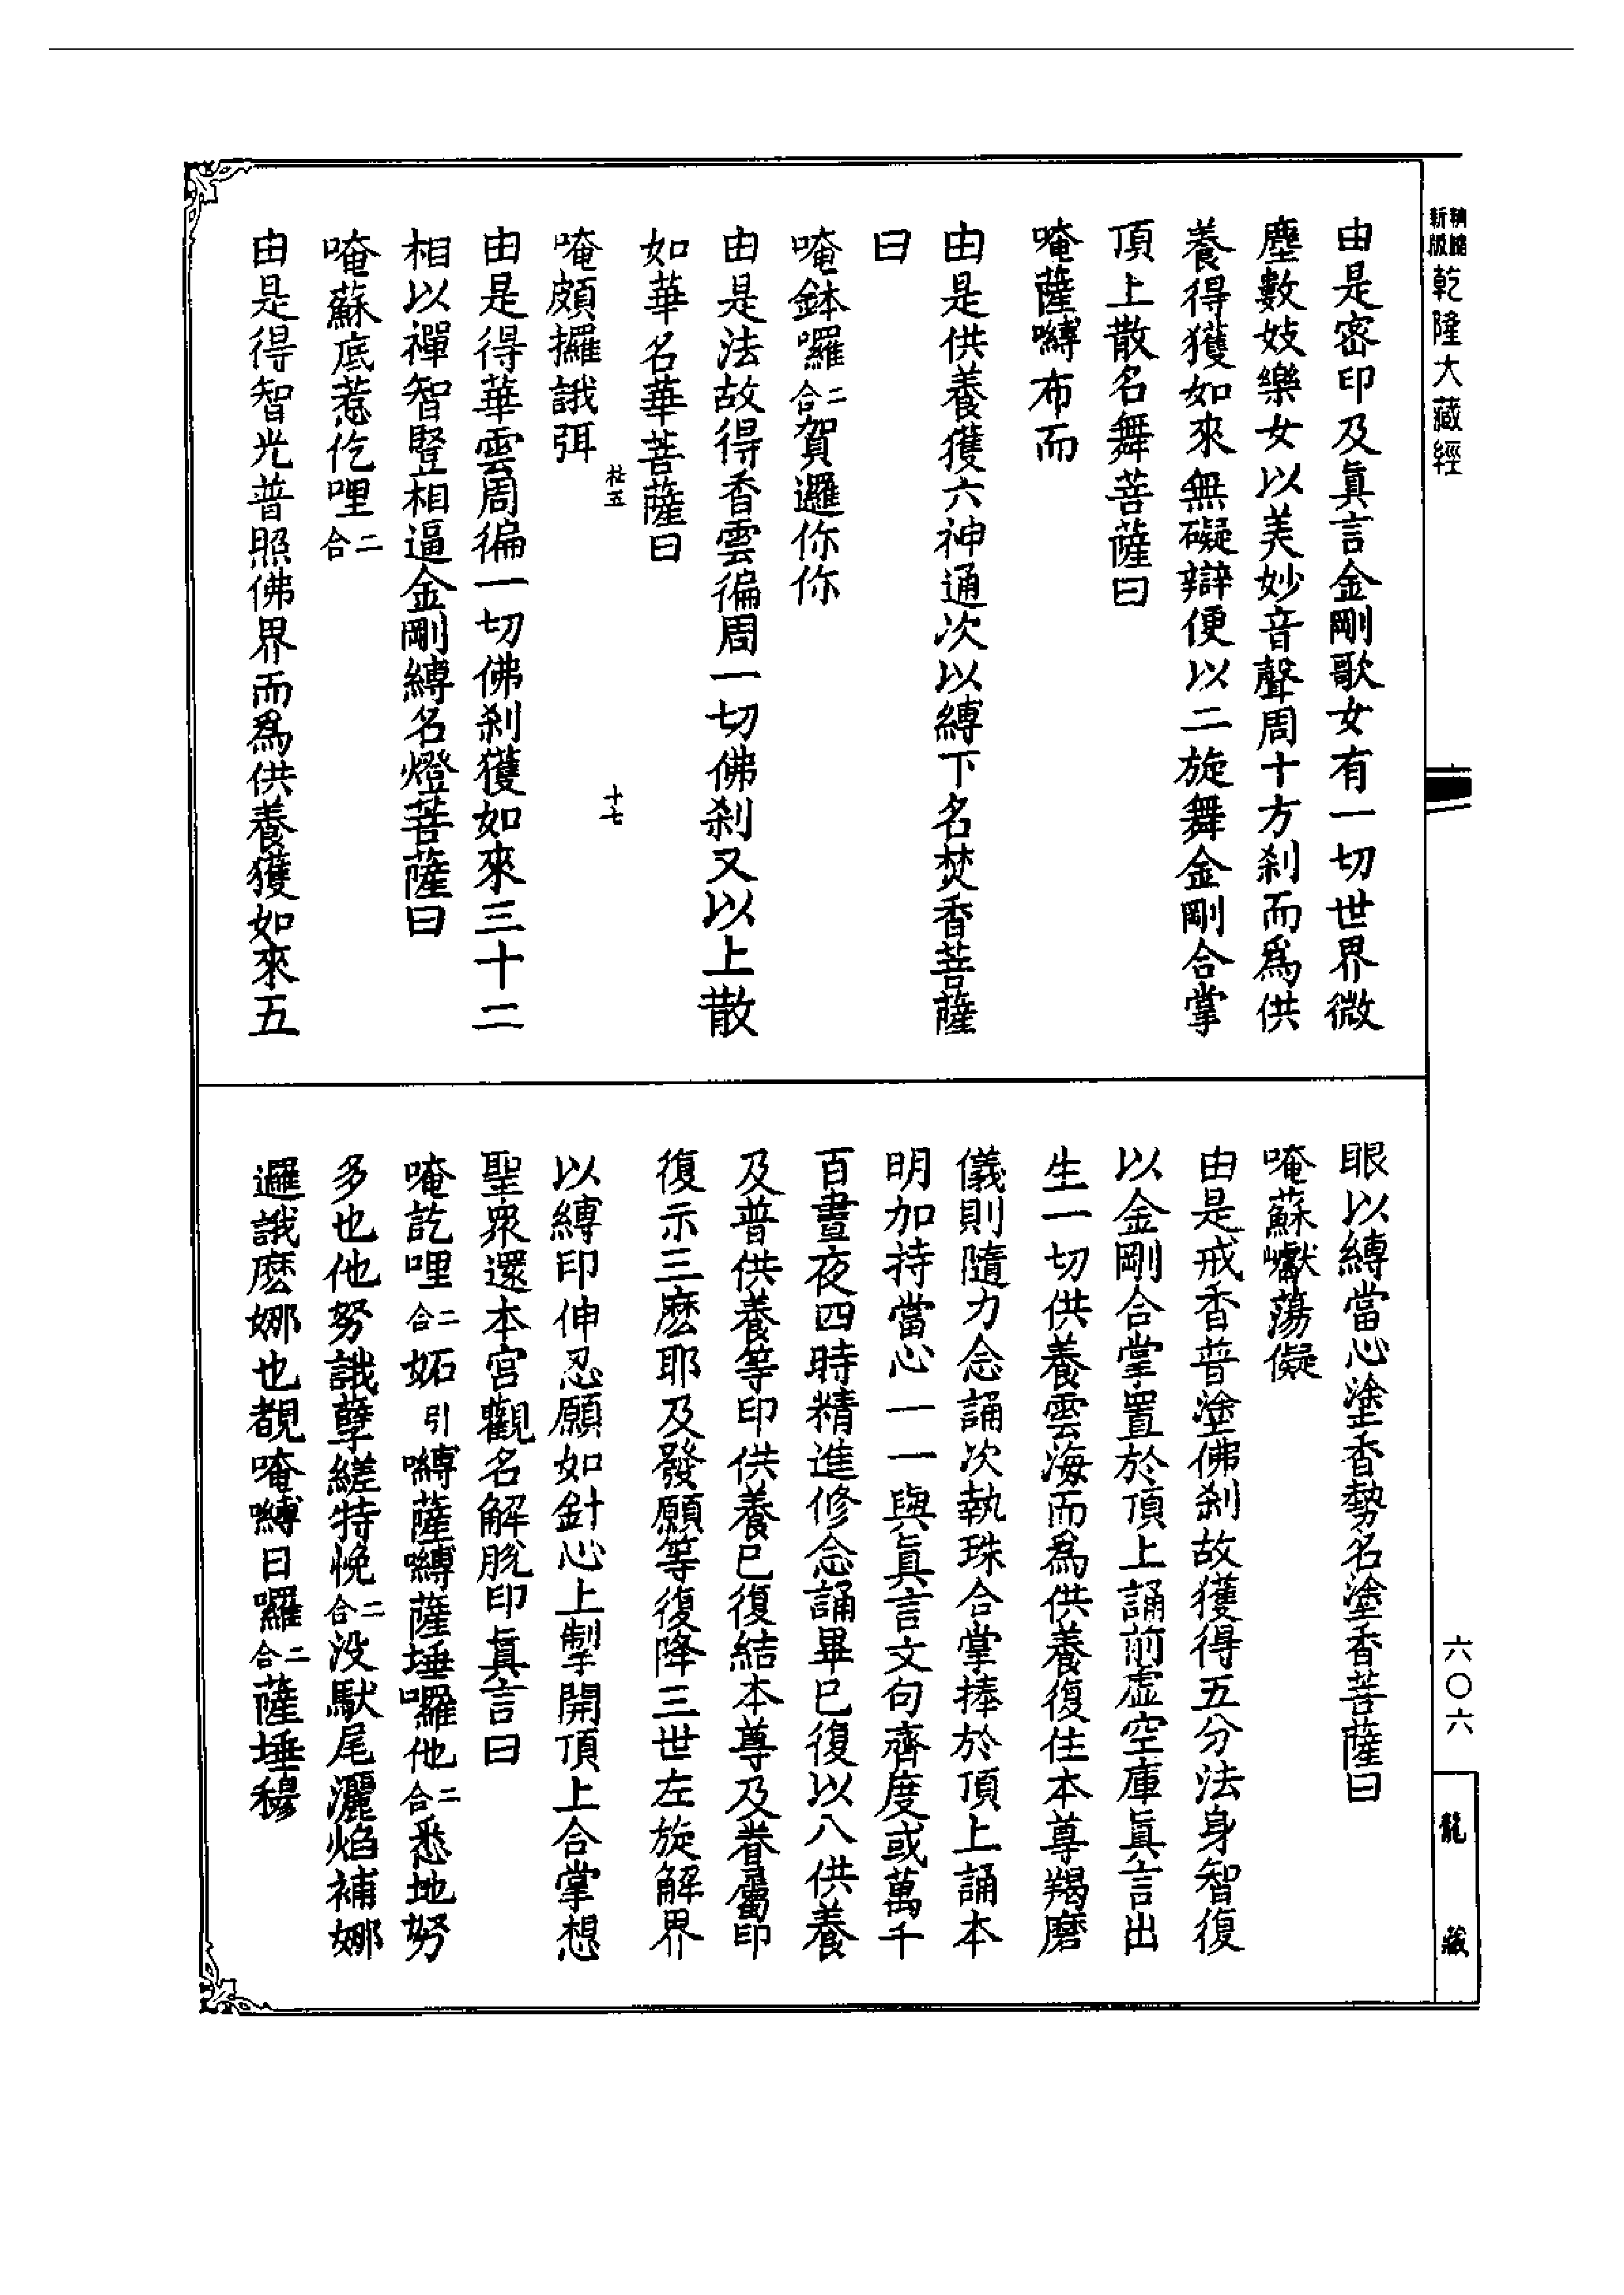 精縮新版 乾隆大藏經
由是密印及眞言金剛歌女有一切世界微
塵數妓樂女以美妙音聲周十方刹而爲供
養得獲如來無礙辯便以二旋舞金剛合掌
頂上散名舞菩薩曰
唵薩嚩布而
由是供養獲六神通次以縛下名焚香菩薩
曰
唵鉢囉二合賀邏你你
由是法故得香雲徧周一切佛刹又以上散
如華名華菩薩曰
社五 十七
唵頗攞誐弭
由是得華雲周徧一切佛刹獲如來三十二
相以禪智豎相逼金剛縛名燈菩薩曰
唵蘇底惹仡哩二合
由是得智光普照佛界而爲供養獲如來五
眼以縛當心塗香勢名塗香菩薩曰
唵蘇巘蕩儗
由是戒香普塗佛刹故獲得五分法身智復
以金剛合掌置於頂上誦前虛空庫眞言出
生一切供養雲海而爲供養復住本尊羯磨
儀則隨力念誦次執珠合掌捧於頂上誦本
明加持當心一一與眞言文句齊度或萬千
百晝夜四時精進修念誦畢已復以八供養
及普供養等印供養已復結本尊及眷屬印
復示三麽耶及發願等復降三世左旋解界
以縛印伸忍願如針心上掣開頂上合掌想
聖衆還本宮觀名解脫印眞言曰
唵訖哩二合妬引嚩薩嚩薩埵囉他二合悉地努
多也他努誐孽縒特悅二合没馱尾灑焰補娜
邏誐麽娜也覩唵嚩日囉二合薩埵穆
六〇六
龍藏